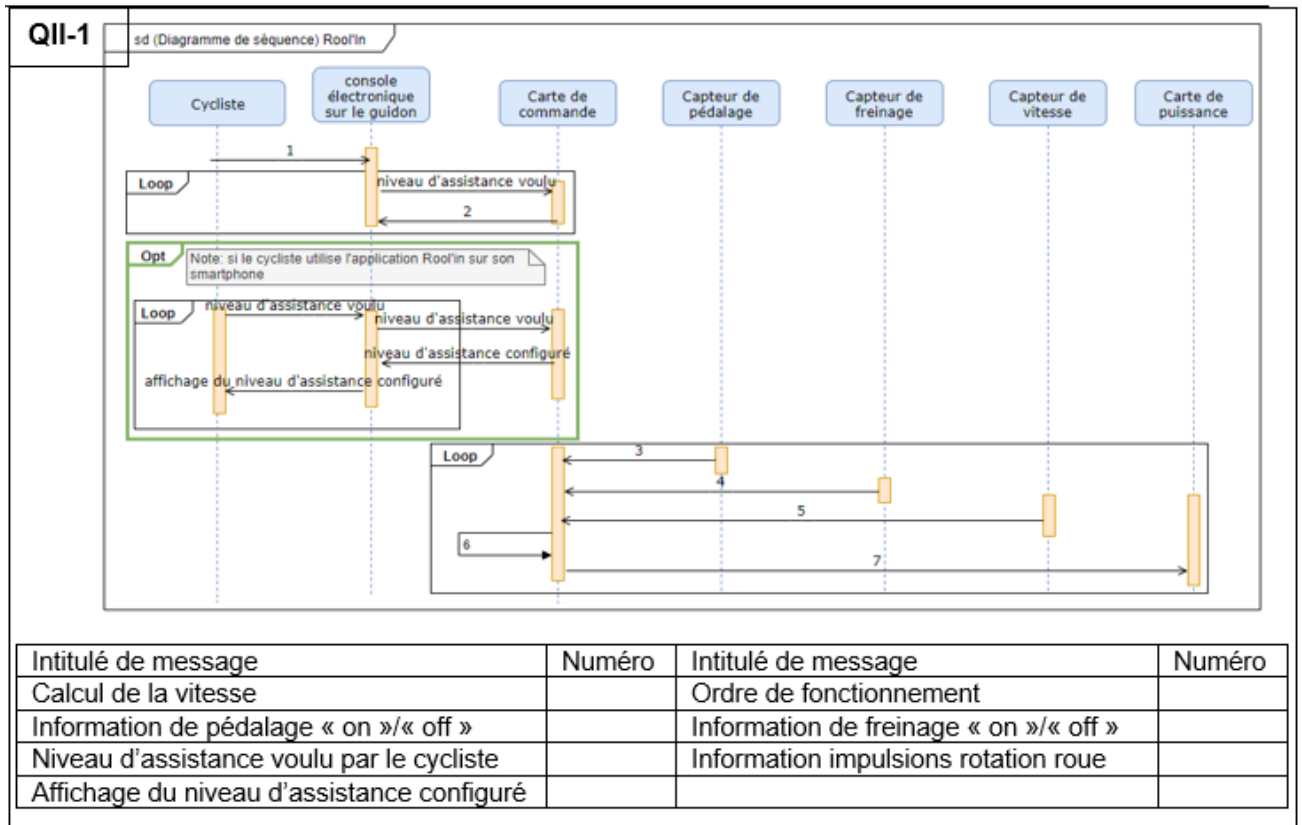 QII-1
sd (Diagramme de sèquence) Rool'In
Cycliste
console
électronique
sur le guidon
Carte de
commande
Capteur de
pédalage
Capteur de
freinage
Capteur de
vitesse
Carte de
puissance
1
Loop
niveau d'assistance voulu
2
Opt
Note: si le cycliste utilise l'application Rool'in sur son
smartphone
Loop
niveau d'assistance voulu
niveau d'assistance voulu
niveau d'assistance configuré
affichage du niveau d'assistance configuré
Loop
3
4
5
6
7
Intitulé de message Numéro Intitulé de message Numéro
Calcul de la vitesse Ordre de fonctionnement
Information de pédalage « on »/« off » Information de freinage « on »/« off »
Niveau d'assistance voulu par le cycliste Information impulsions rotation roue
Affichage du niveau d'assistance configuré